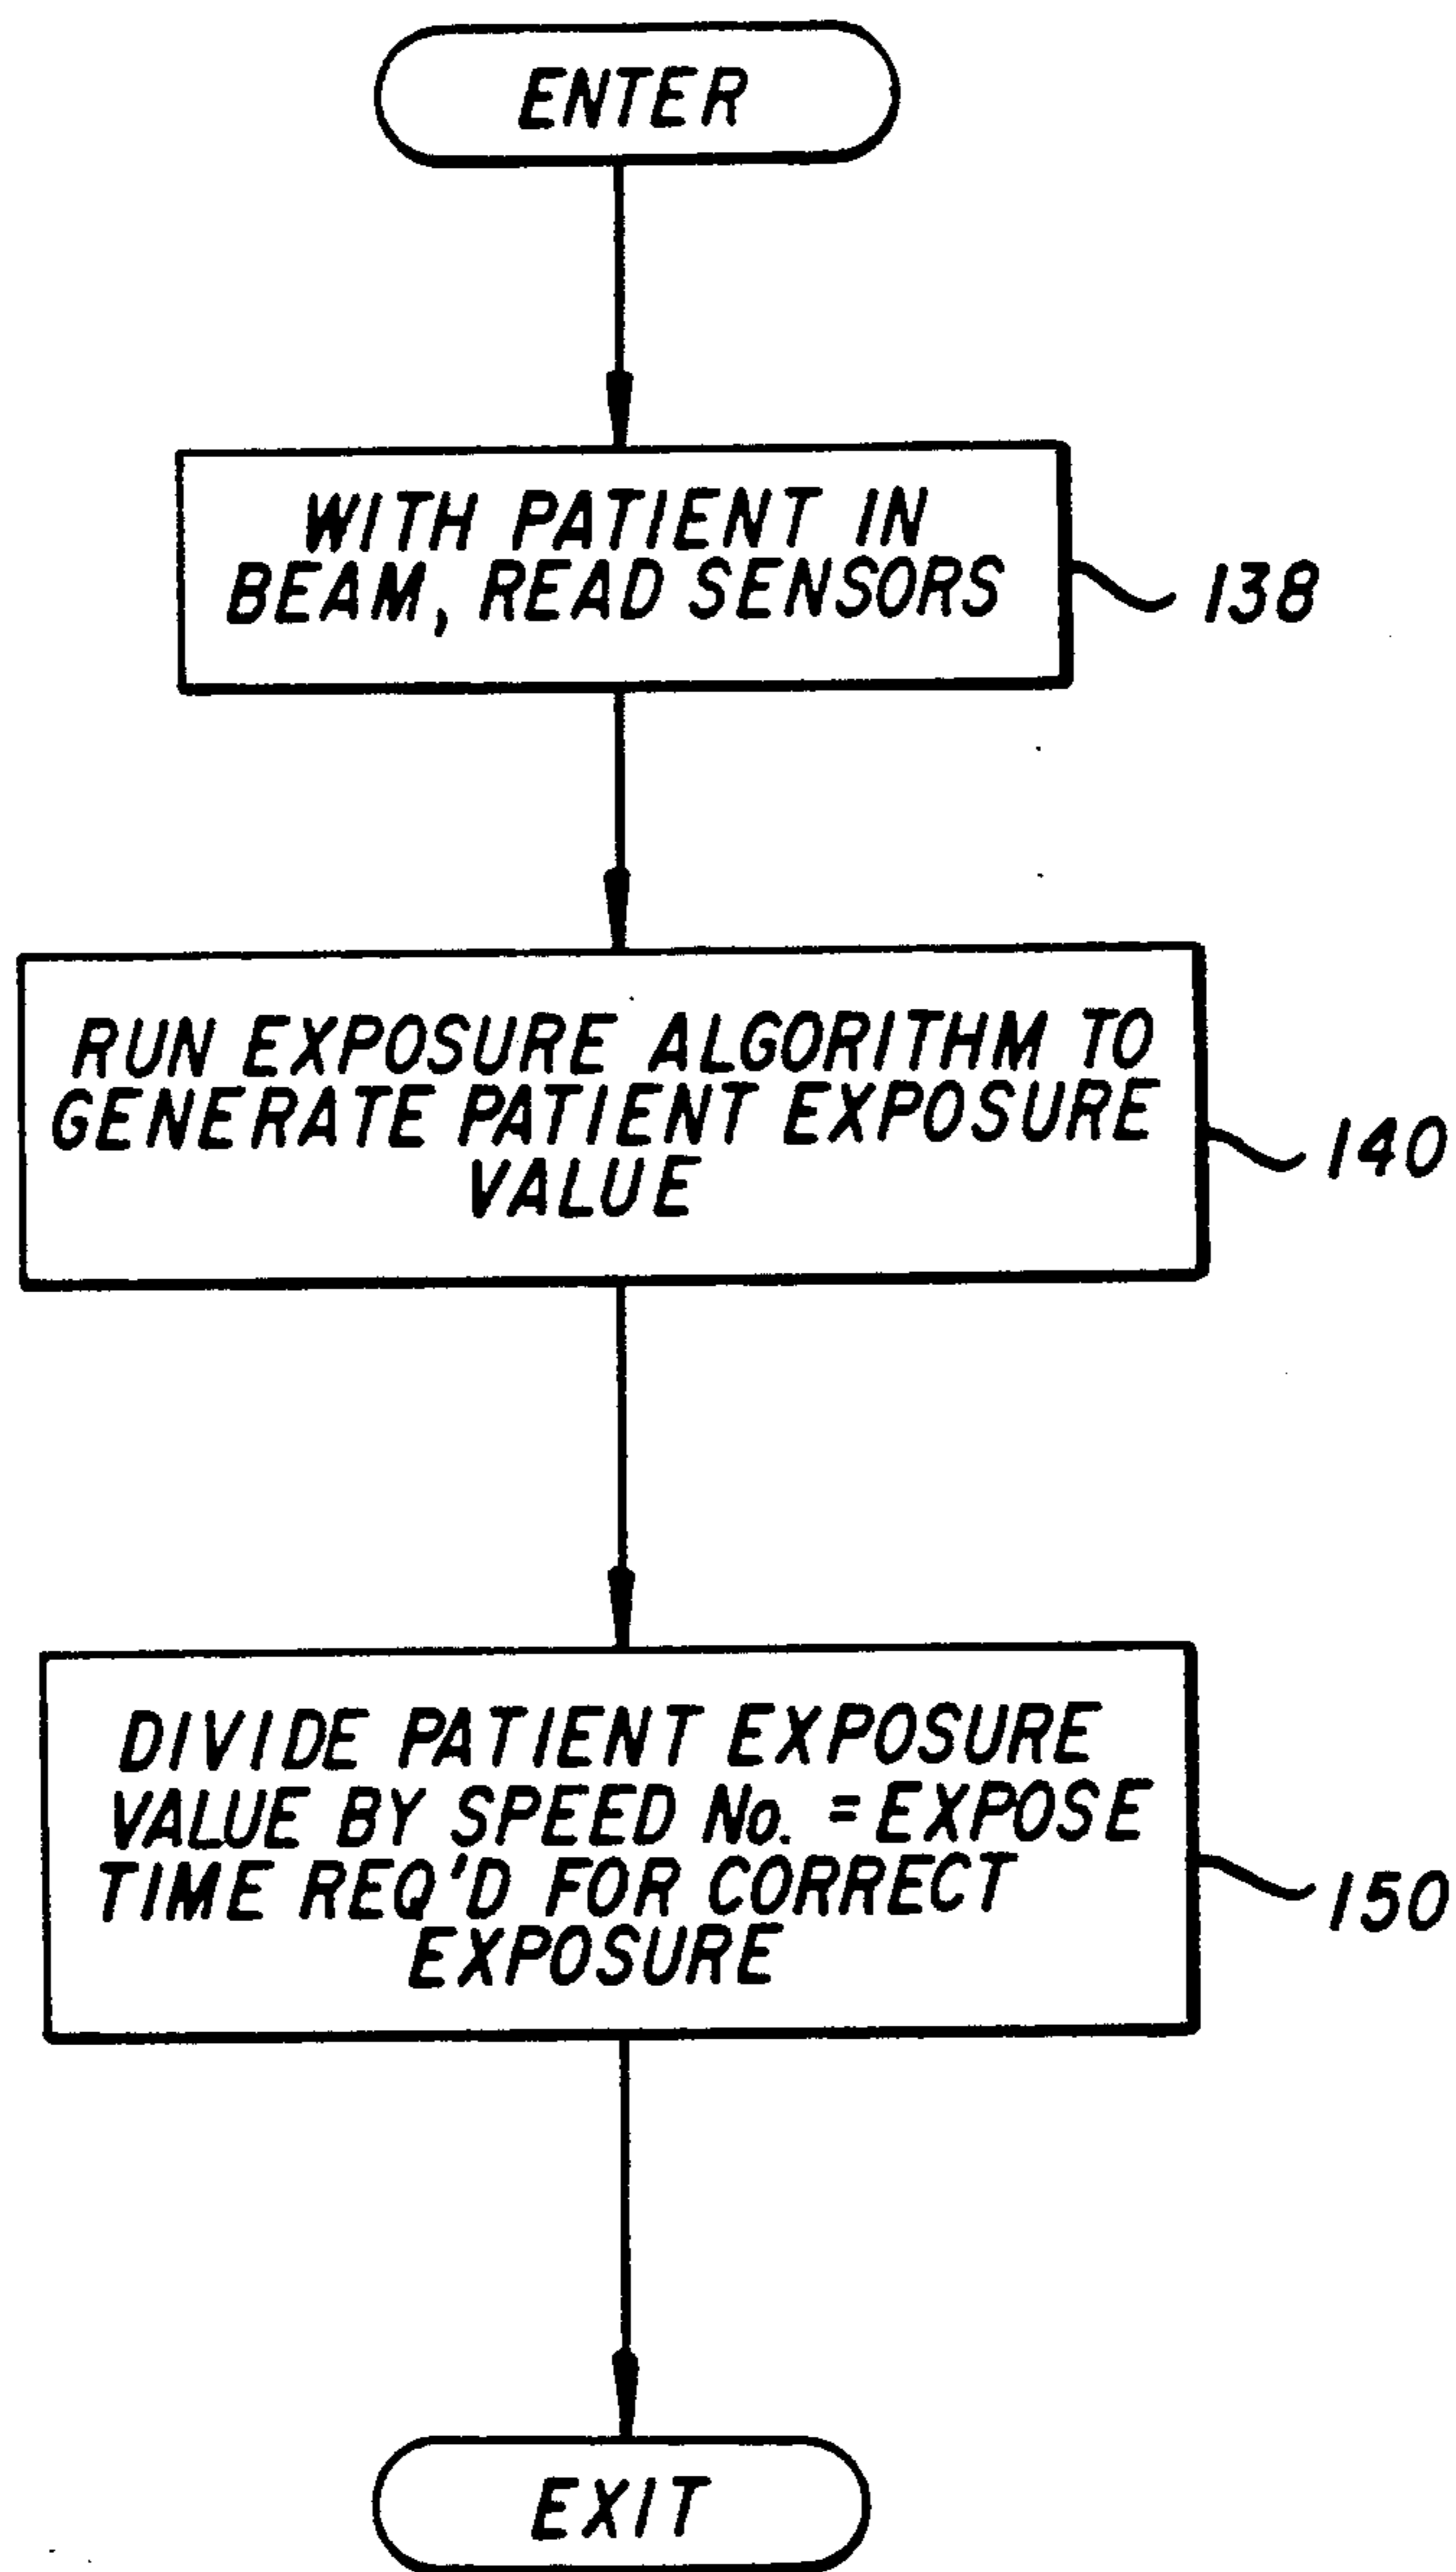 ENTER
WITH PATIENT IN
BEAM, READ SENSORS
138
RUN EXPOSURE ALGORITHM TO
GENERATE PATIENT EXPOSURE
VALUE
140
DIVIDE PATIENT EXPOSURE
VALUE BY SPEED No. = EXPOSE
TIME REQ'D FOR CORRECT
EXPOSURE
150
EXIT